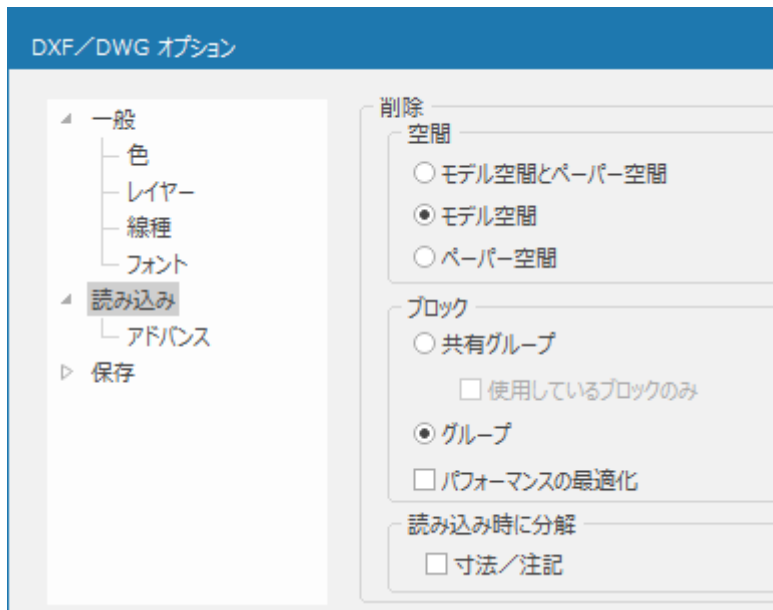 DXF／DWG オプション
一般
色
レイヤー
線種
フォント
読み込み
アドバンス
保存
削除
空間
モデル空間とペーパー空間
モデル空間
ペーパー空間
ブロック
共有グループ
使用しているブロックのみ
グループ
パフォーマンスの最適化
読み込み時に分解
寸法／注記